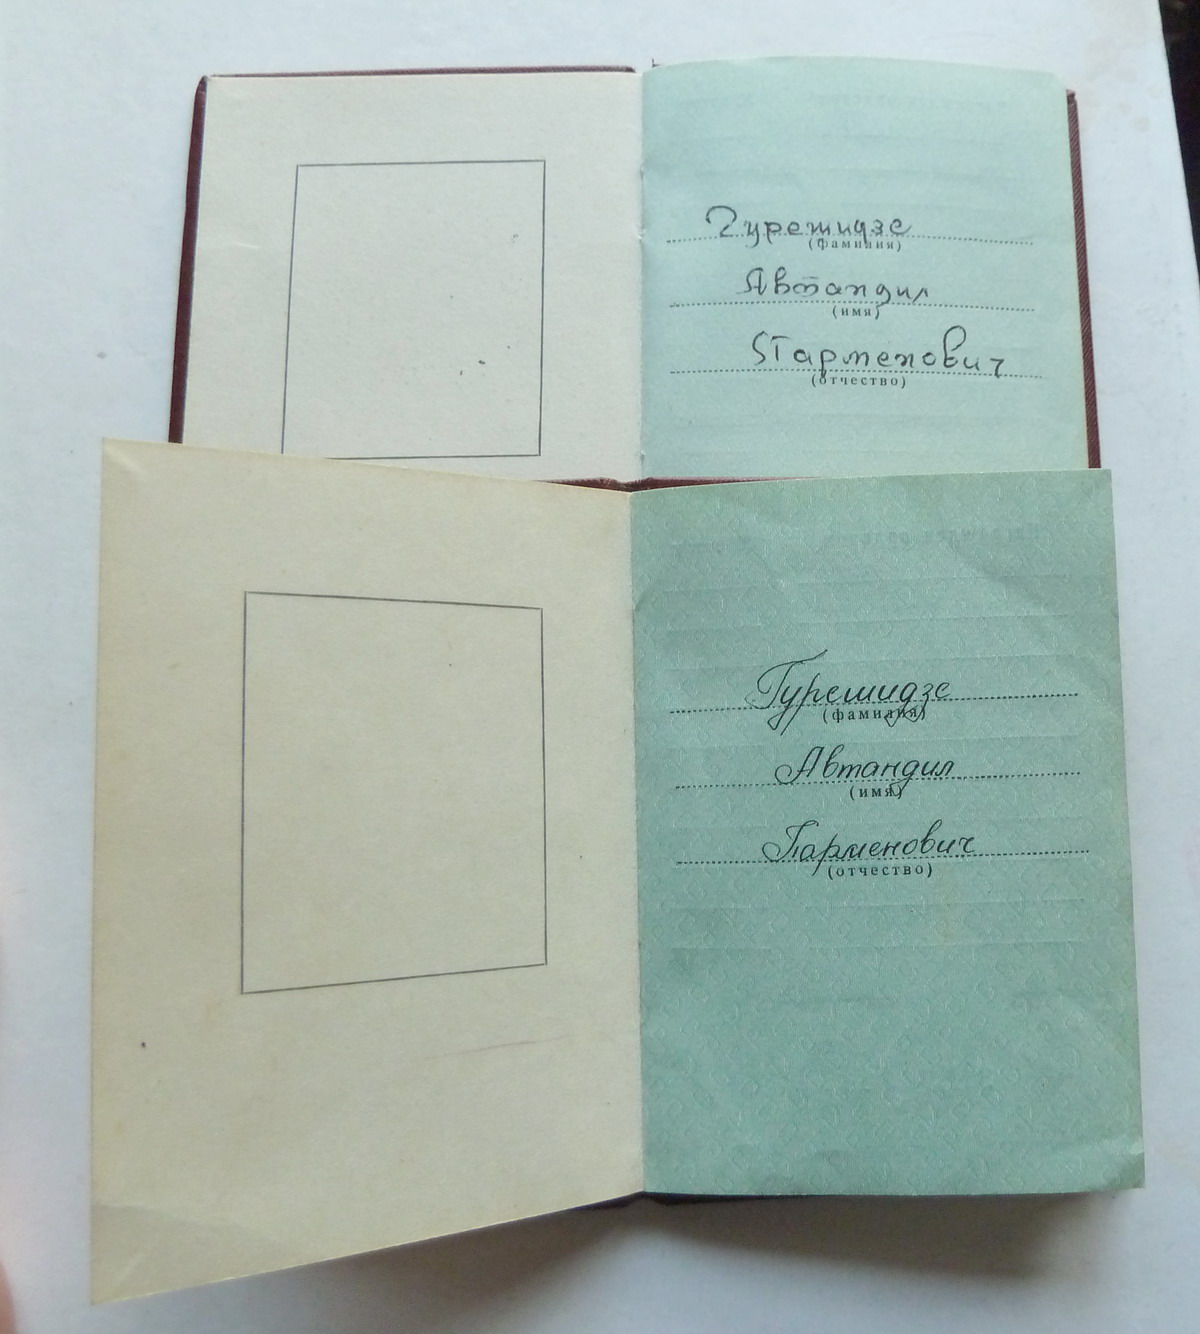 Гурешидзе
(фамилия)
Автандил
(имя)
Парменович
(отчество)
Гурешидзе
(фамилия)
Автандил
(имя)
Парменович
(отчество)